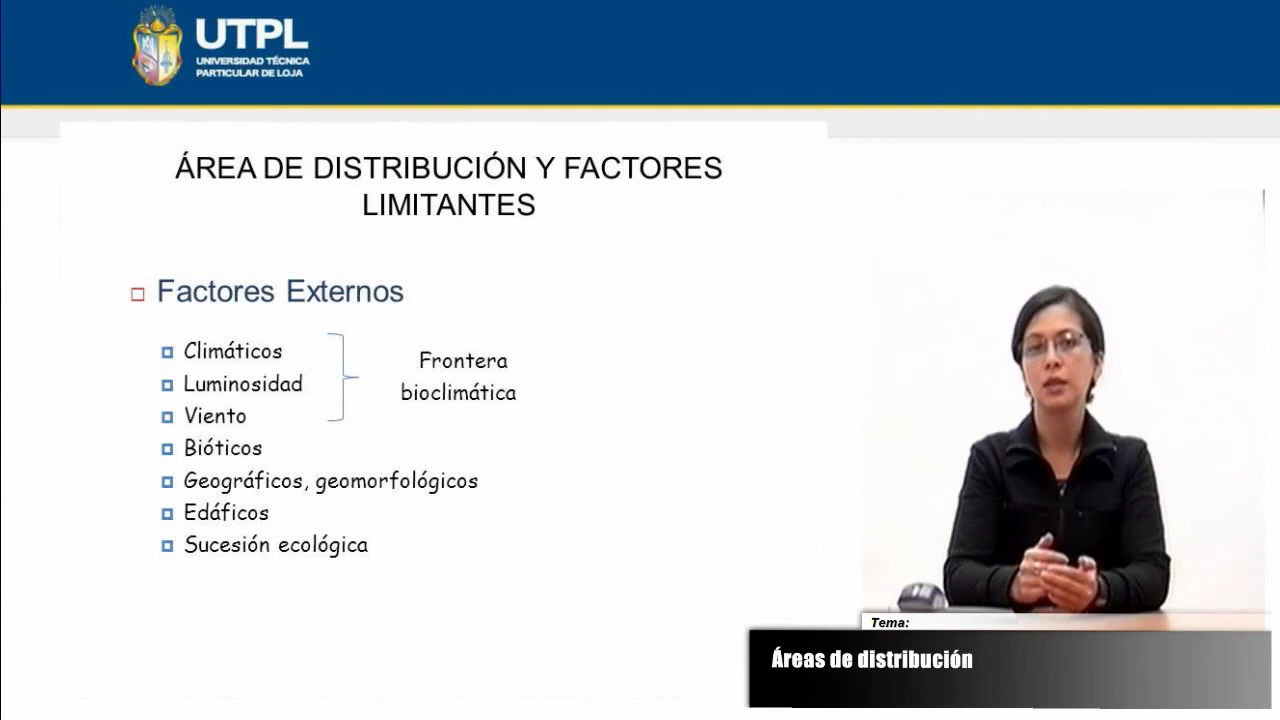 UTPL
UNIVERSIDAD TÉCNICA
PARTICULAR DE LOJA
ÁREA DE DISTRIBUCIÓN Y FACTORES
LIMITANTES
Factores Externos
Climáticos
Luminosidad
Viento
Frontera
bioclimática
Bióticos
Geográficos, geomorfológicos
Edáficos
Sucesión ecológica
Tema:
Áreas de distribución